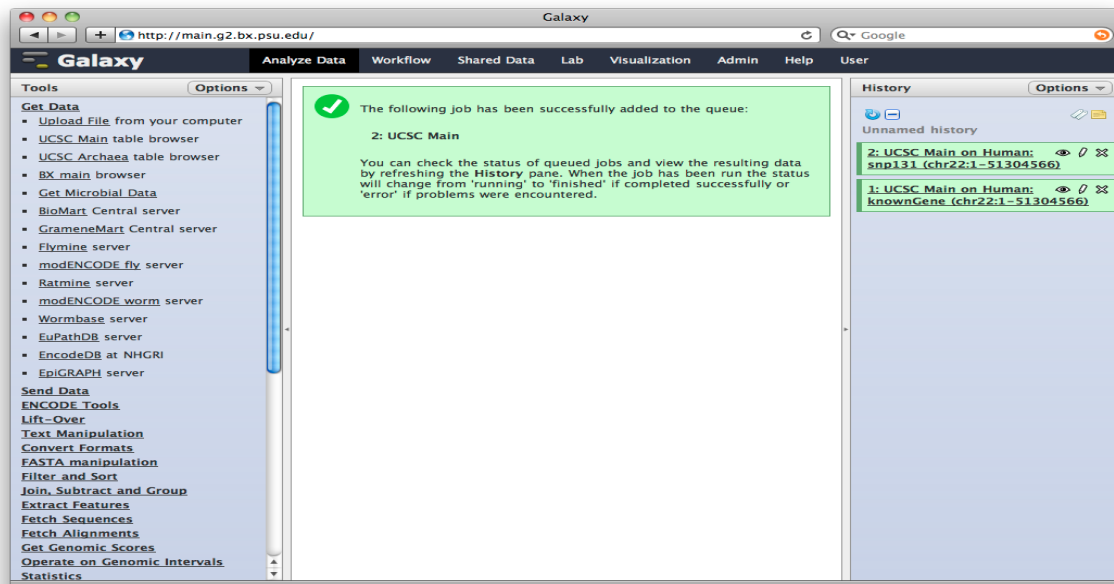 Galaxy
http://main.g2.bx.psu.edu/
Google
Galaxy
Analyze Data Workflow Shared Data Lab Visualization Admin Help User
Tools Options
Get Data
Upload File from your computer
UCSC Main table browser
UCSC Archaea table browser
BX main browser
Get Microbial Data
BioMart Central server
GrameneMart Central server
Flymine server
modENCODE fly server
Ratmine server
modENCODE worm server
Wormbase server
EuPathDB server
EncodeDB at NHGRI
EpiGRAPH server
Send Data
ENCODE Tools
Lift-Over
Text Manipulation
Convert Formats
FASTA manipulation
Filter and Sort
Join, Subtract and Group
Extract Features
Fetch Sequences
Fetch Alignments
Get Genomic Scores
Operate on Genomic Intervals
Statistics
The following job has been successfully added to the queue:
2: UCSC Main
You can check the status of queued jobs and view the resulting data
by refreshing the History pane. When the job has been run the status
will change from 'running' to 'finished' if completed successfully or
'error' if problems were encountered.
History Options
Unnamed history
2: UCSC Main on Human:
snp131 (chr22:1-51304566)
1: UCSC Main on Human:
knownGene (chr22:1-51304566)